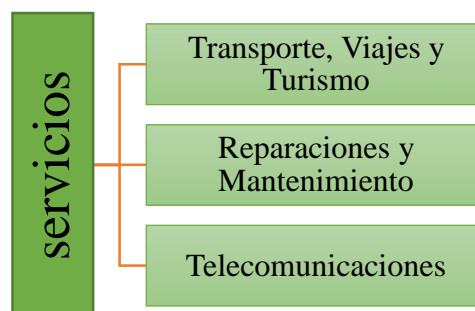 servicios
Transporte, Viajes y
Turismo
Reparaciones y
Mantenimiento
Telecomunicaciones